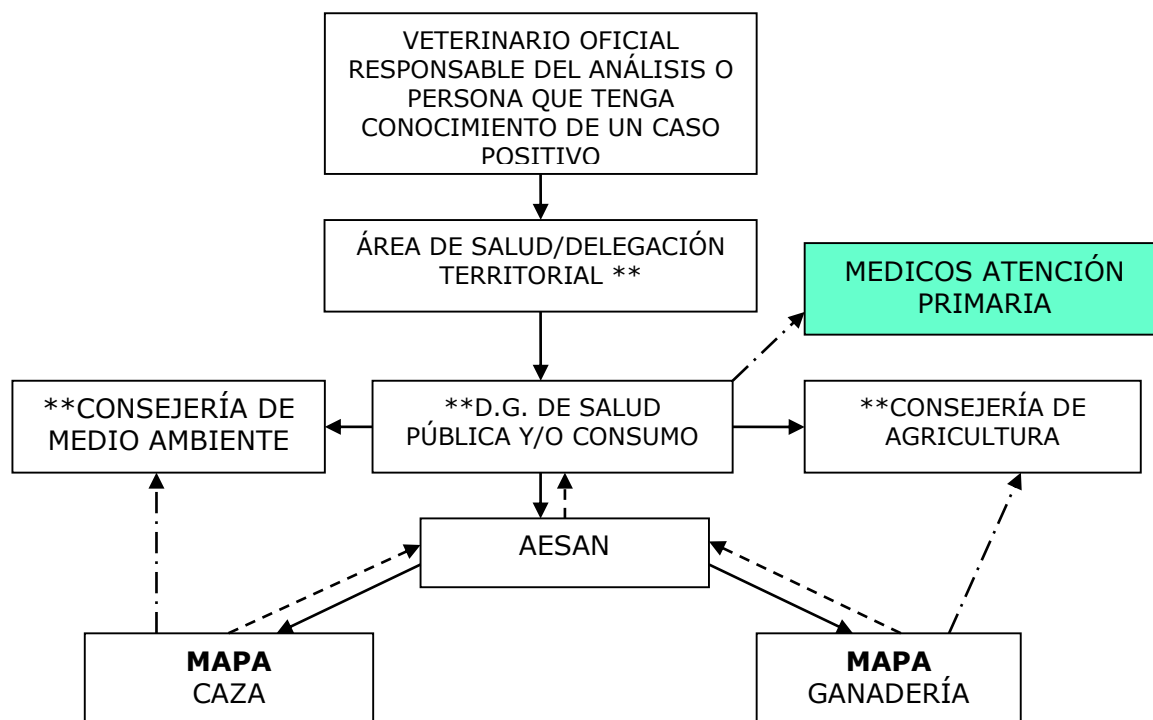 VETERINARIO OFICIAL
RESPONSABLE DEL ANÁLISIS O
PERSONA QUE TENGA
CONOCIMIENTO DE UN CASO
POSITIVO
ÁREA DE SALUD/DELEGACIÓN
TERRITORIAL **
MEDICOS ATENCIÓN
PRIMARIA
**CONSEJERÍA DE
MEDIO AMBIENTE
**D.G. DE SALUD
PÚBLICA Y/O CONSUMO
**CONSEJERÍA DE
AGRICULTURA
AESAN
MAPA
CAZA
MAPA
GANADERÍA